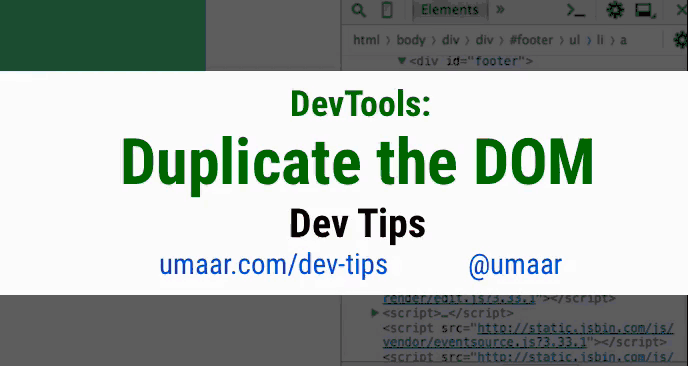 Elements »
html body div div #footer ul li a
▼<div id="footer">
DevTools:
Duplicate the DOM
Dev Tips
umaar.com/dev-tips @umaar
render/edit.js?3.33.1"></script>
▶<script>…</script>
<script src="http://static.jsbin.com/js/
vendor/eventsource.js?3.33.1"></script>
<script src="http://static.jsbin.com/js/